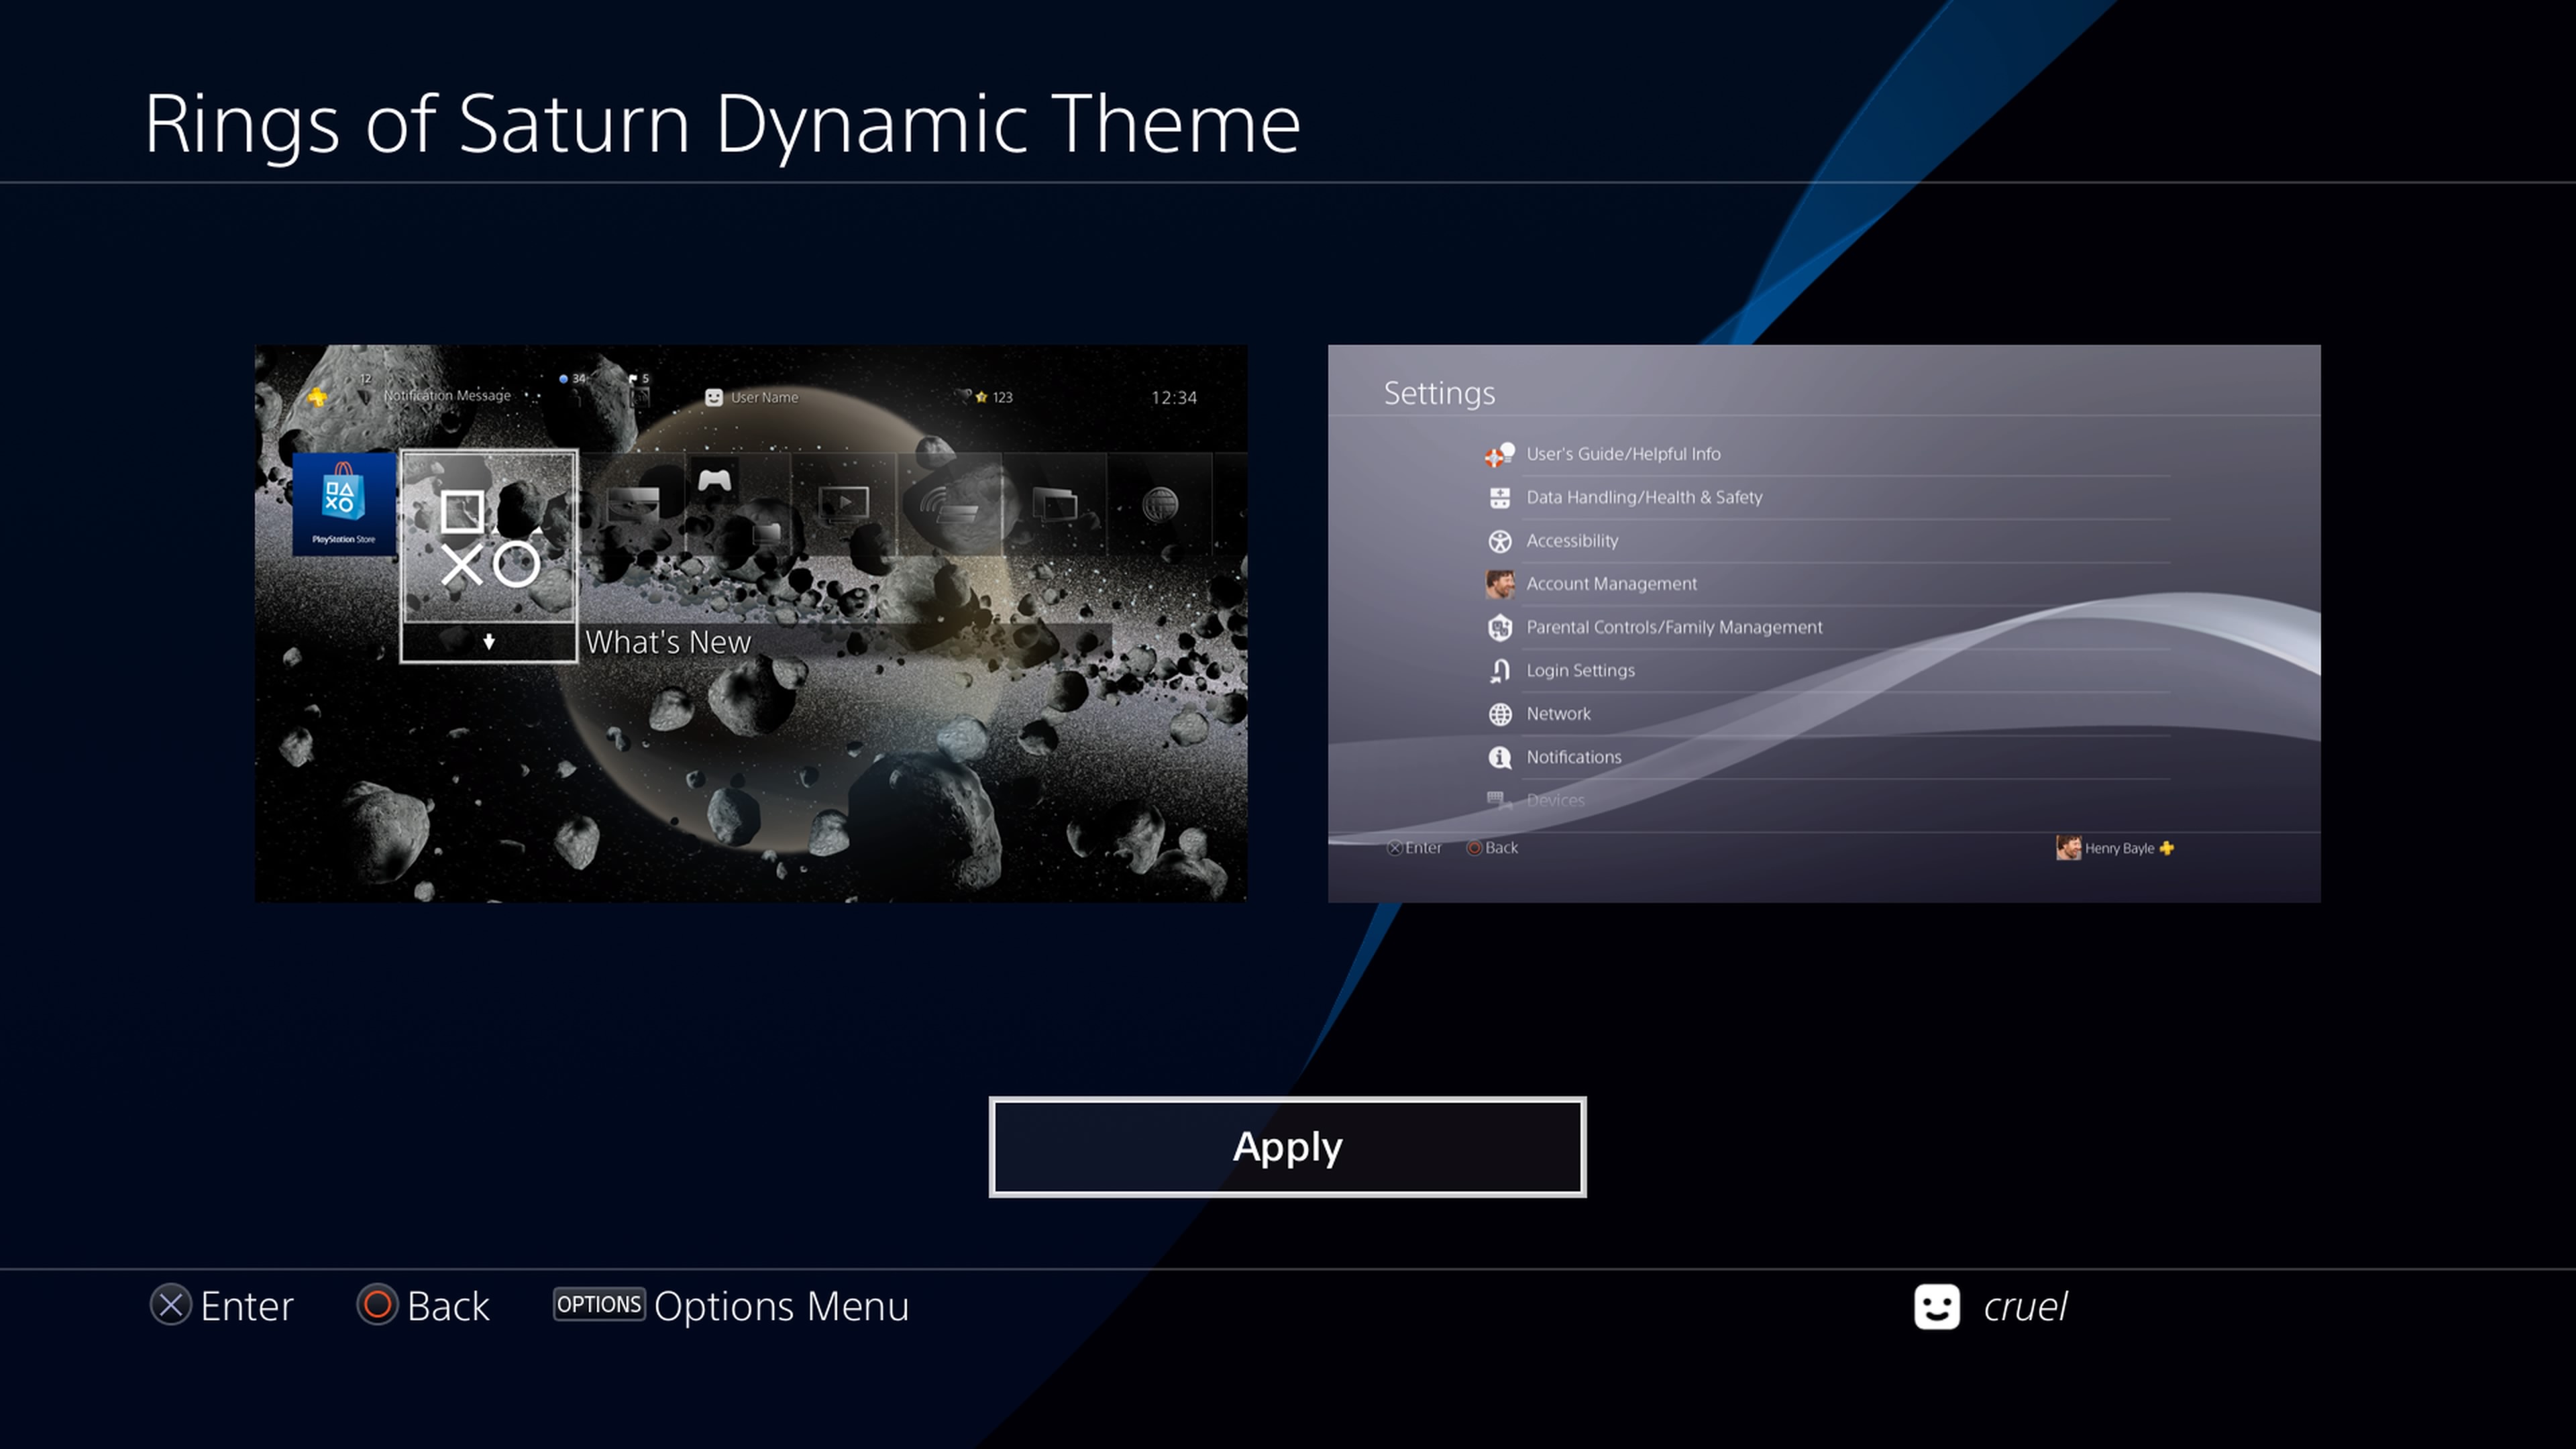 Rings of Saturn Dynamic Theme
12
34
5
Notification Message
User Name
123
12:34
PlayStation Store
What's New
Settings
User's Guide/Helpful Info
Data Handling/Health & Safety
Accessibility
Account Management
Parental Controls/Family Management
Login Settings
Network
Notifications
Devices
Enter
Back
Henry Bayle
Apply
Enter
Back
OPTIONS Options Menu
cruel